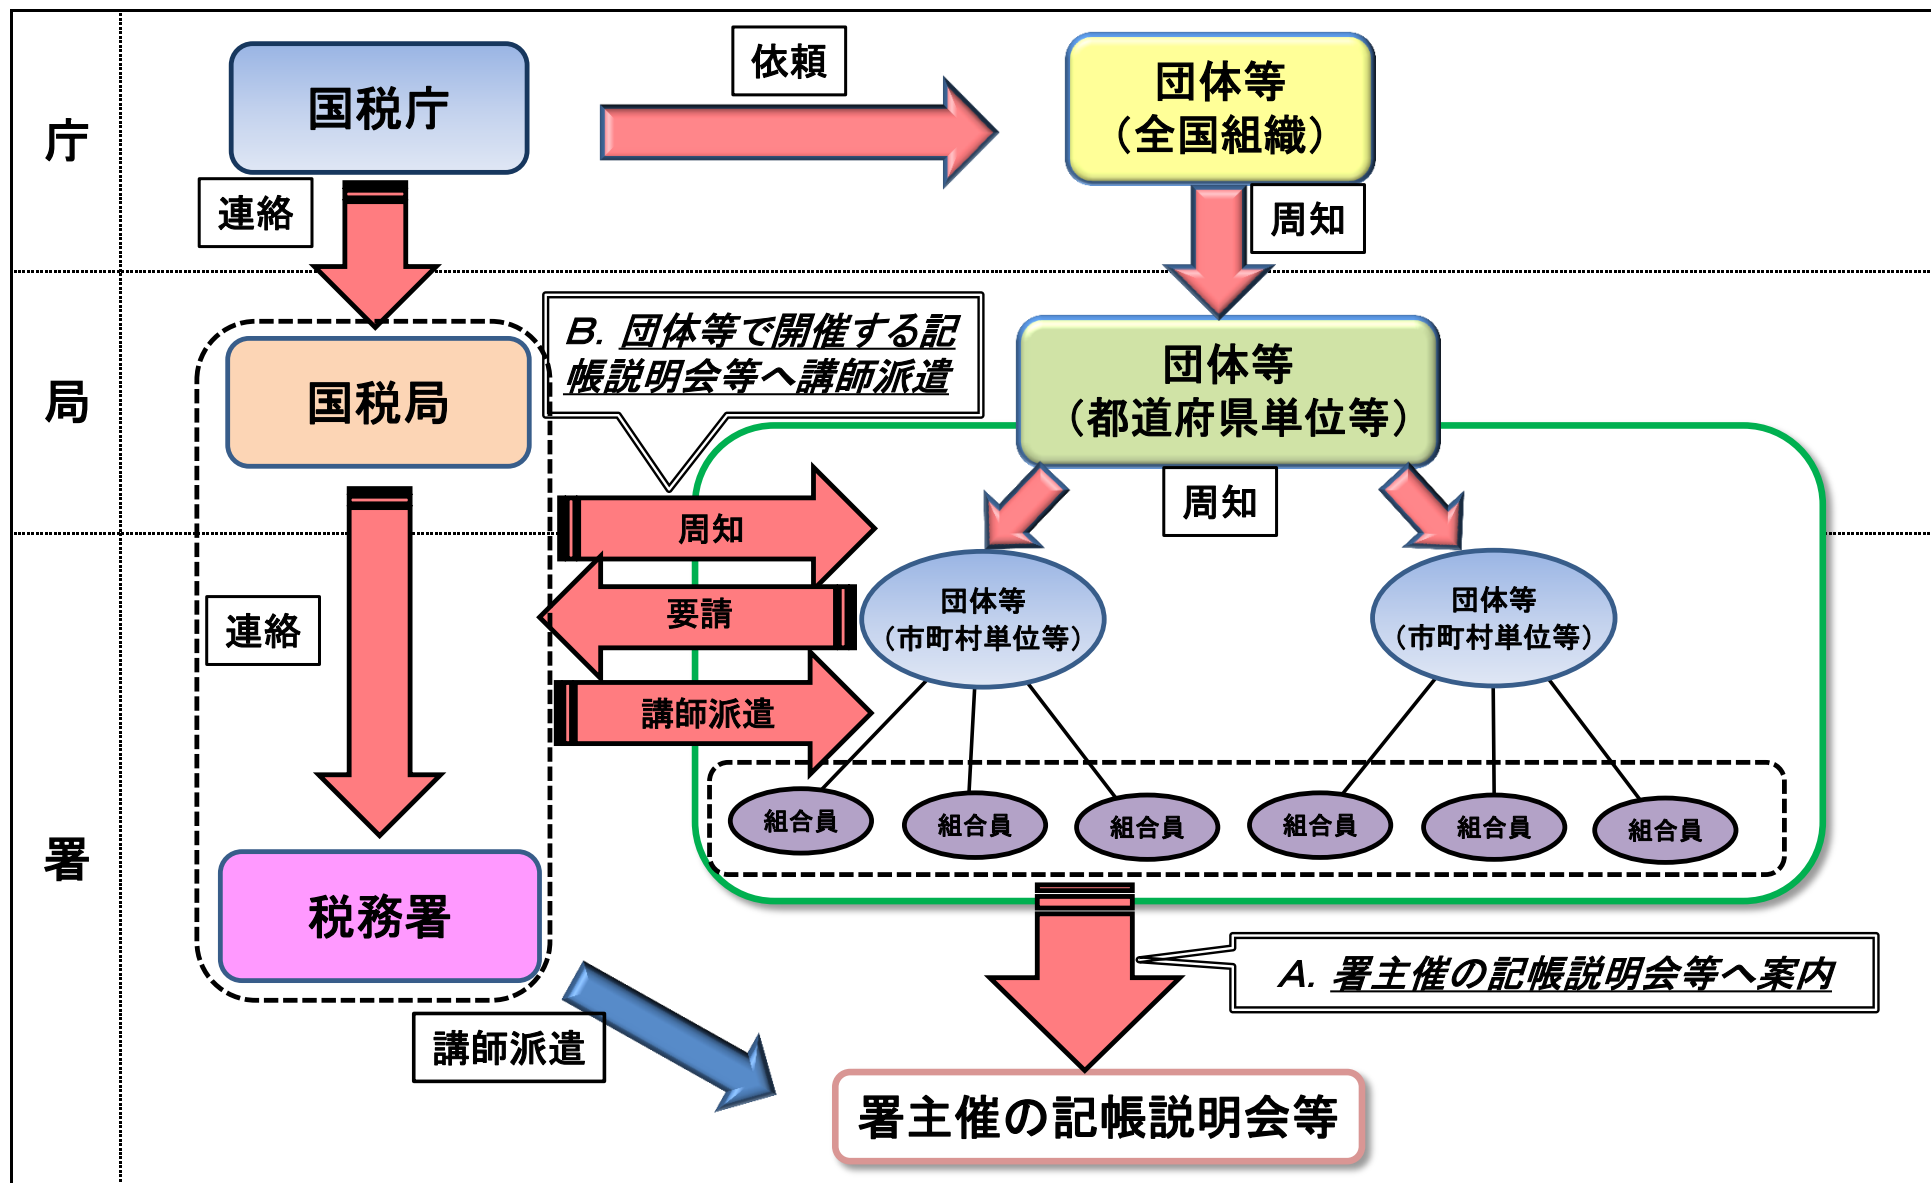 庁
国税庁
依頼
団体等
（全国組織）
連絡
周知
局
国税局
B. 団体等で開催する記
帳説明会等へ講師派遣
団体等
（都道府県単位等）
周知
周知
要請
講師派遣
団体等
（市町村単位等）
団体等
（市町村単位等）
連絡
組合員
組合員
組合員
組合員
組合員
組合員
署
税務署
A. 署主催の記帳説明会等へ案内
講師派遣
署主催の記帳説明会等